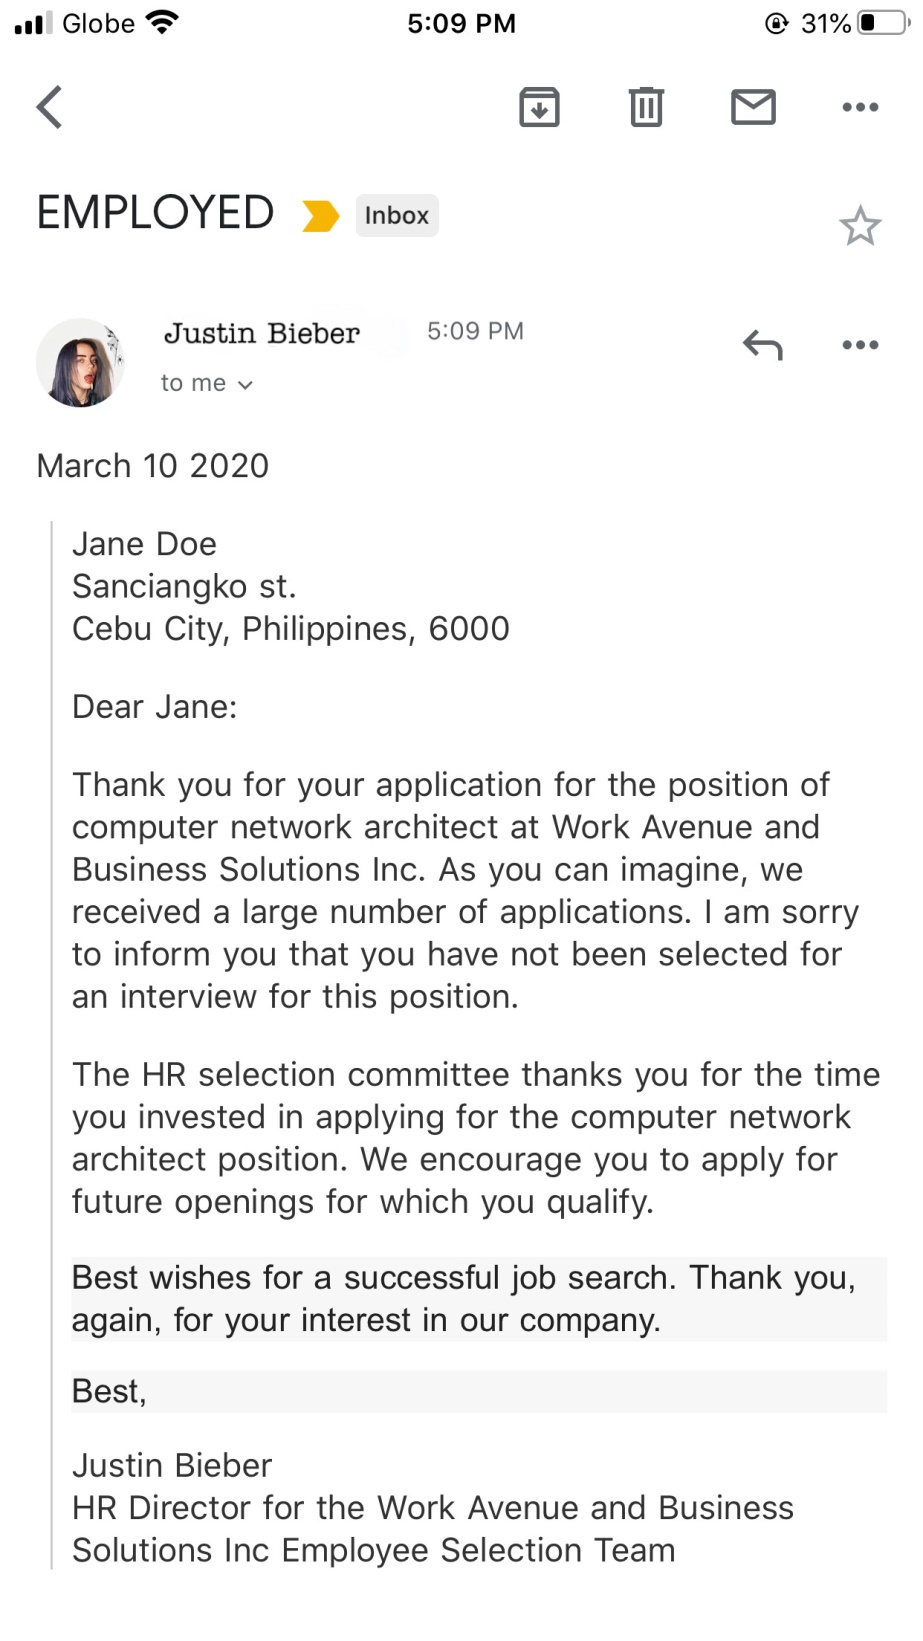 Globe 5:09 PM 31%
EMPLOYED Inbox
Justin Bieber 5:09 PM
to me
March 10 2020
Jane Doe
Sanciangko st.
Cebu City, Philippines, 6000
Dear Jane:
Thank you for your application for the position of
computer network architect at Work Avenue and
Business Solutions Inc. As you can imagine, we
received a large number of applications. I am sorry
to inform you that you have not been selected for
an interview for this position.
The HR selection committee thanks you for the time
you invested in applying for the computer network
architect position. We encourage you to apply for
future openings for which you qualify.
Best wishes for a successful job search. Thank you,
again, for your interest in our company.
Best,
Justin Bieber
HR Director for the Work Avenue and Business
Solutions Inc Employee Selection Team